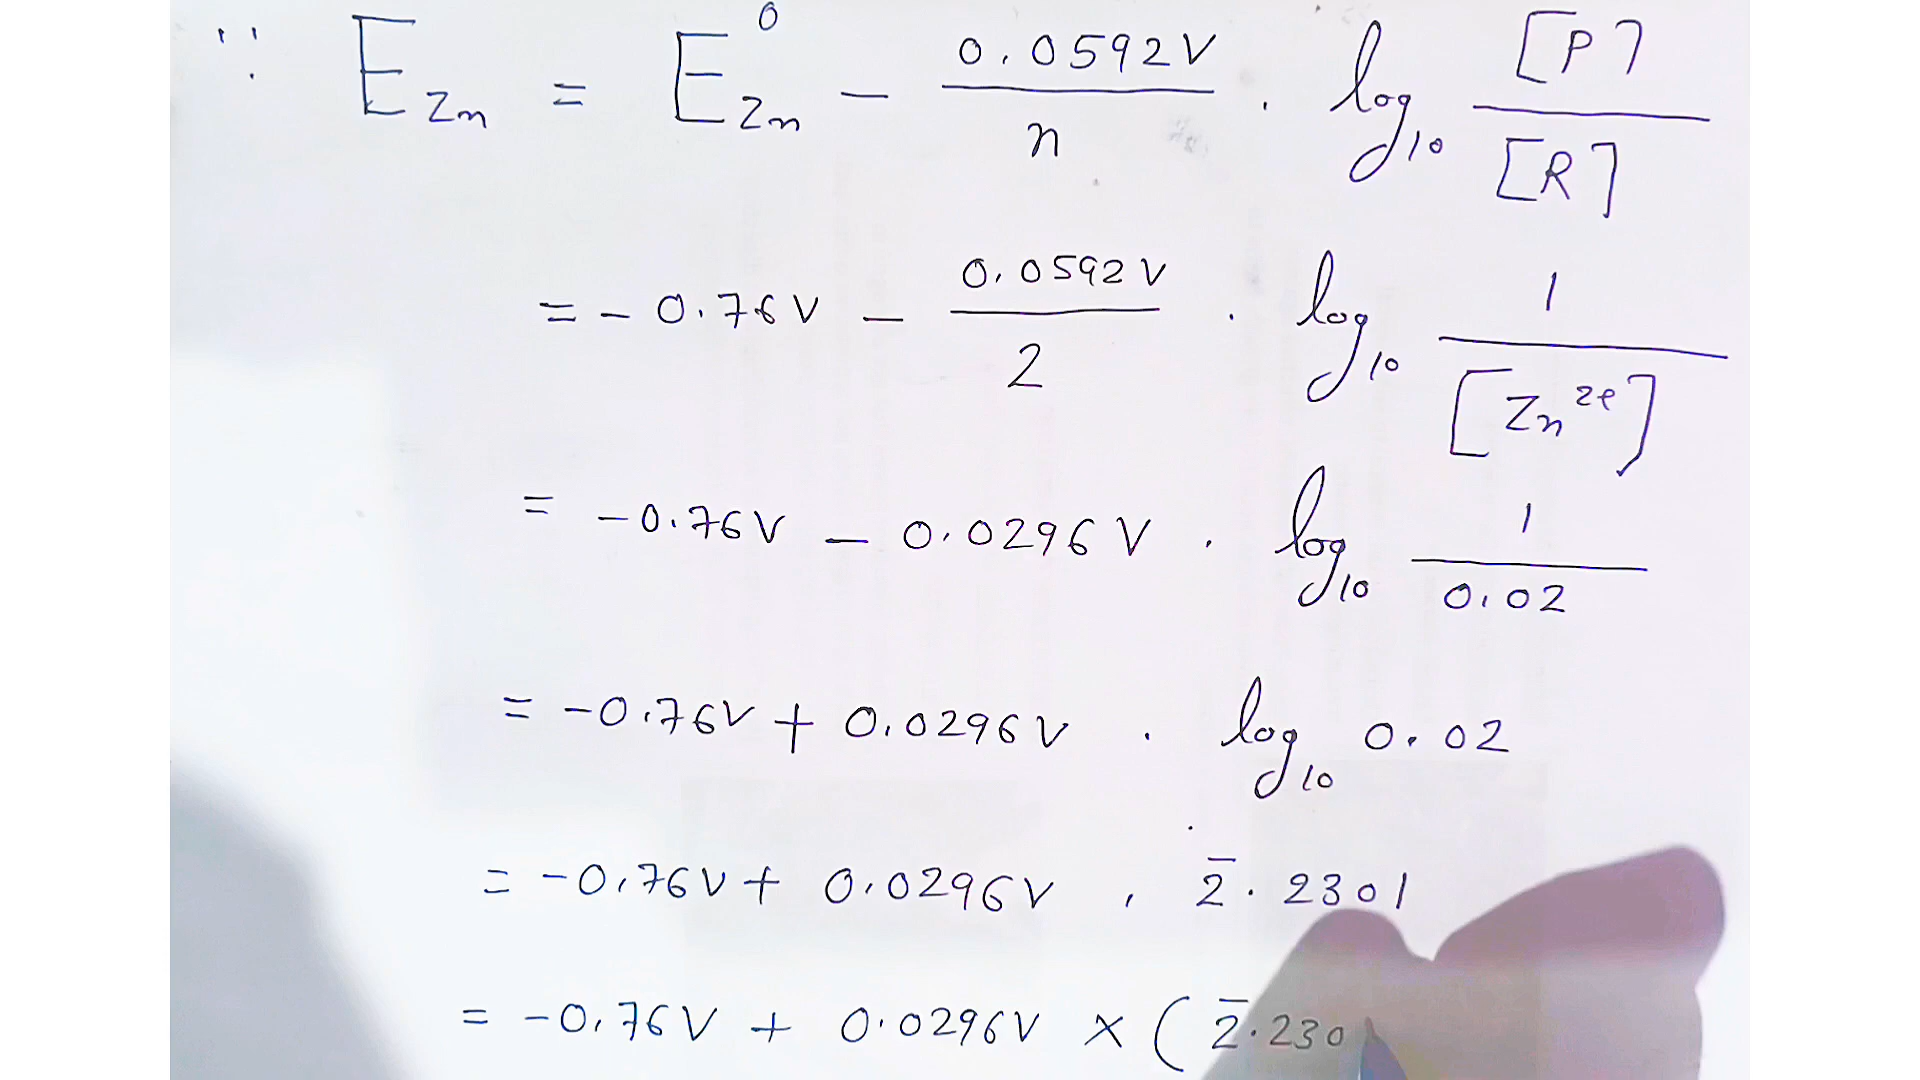 ∵ E_Zn = E⁰_Zn − 0.0592V/n · log₁₀ [P]/[R]
= − 0.76V − 0.0592V/2 · log₁₀ 1/[Zn²⁺]
= −0.76V − 0.0296V · log₁₀ 1/0.02
= −0.76V + 0.0296V · log₁₀ 0.02
= −0.76V + 0.0296V · 2̅.2301
= −0.76V + 0.0296V × (2̅.230